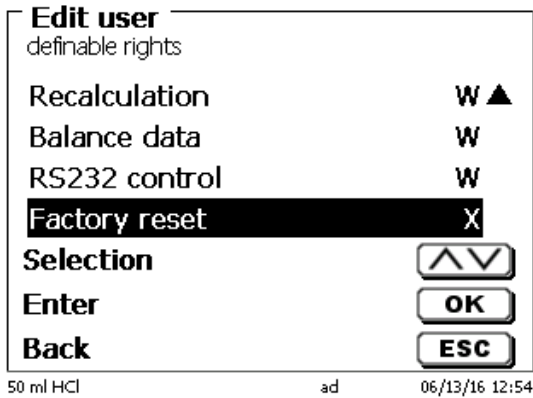 Edit user
definable rights
Recalculation W ▲
Balance data W
RS232 control W
Factory reset X
Selection
Enter OK
Back ESC
50 ml HCl ad 06/13/16 12:54